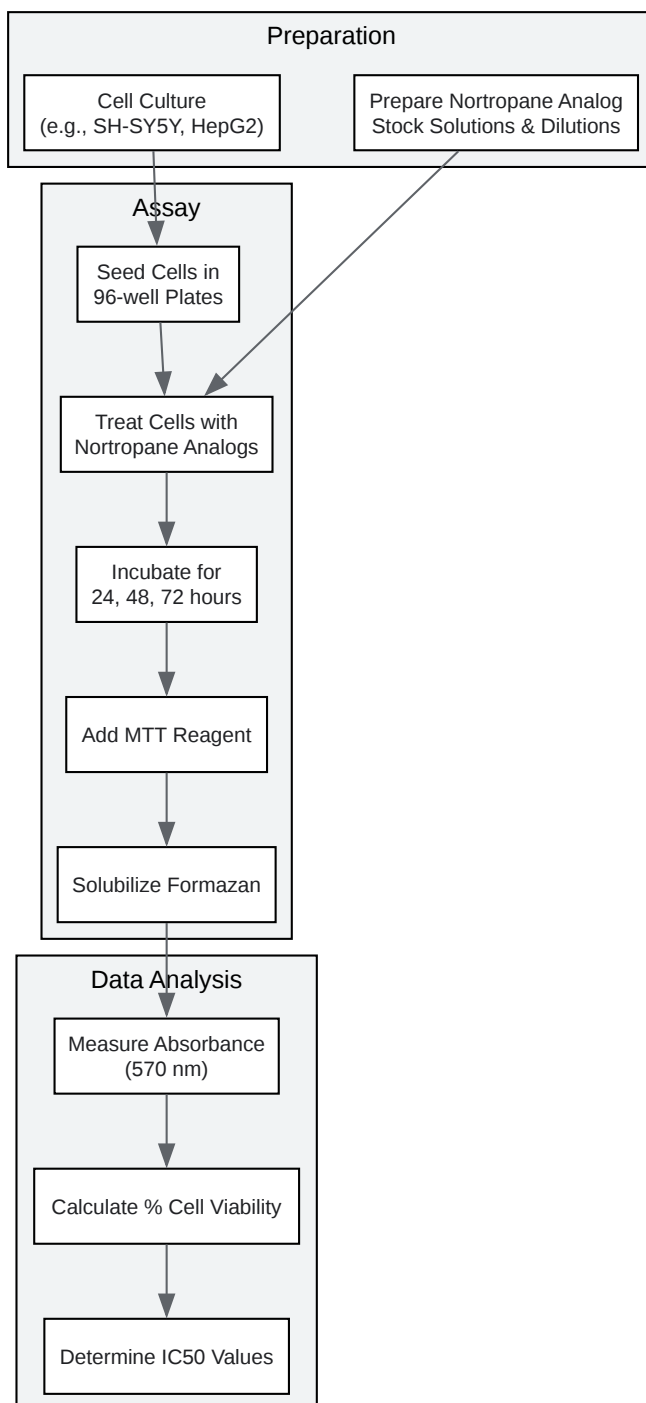 Preparation
Cell Culture
(e.g., SH-SY5Y, HepG2)
Prepare Nortropane Analog
Stock Solutions & Dilutions
Assay
Seed Cells in
96-well Plates
Treat Cells with
Nortropane Analogs
Incubate for
24, 48, 72 hours
Add MTT Reagent
Solubilize Formazan
Data Analysis
Measure Absorbance
(570 nm)
Calculate % Cell Viability
Determine IC50 Values